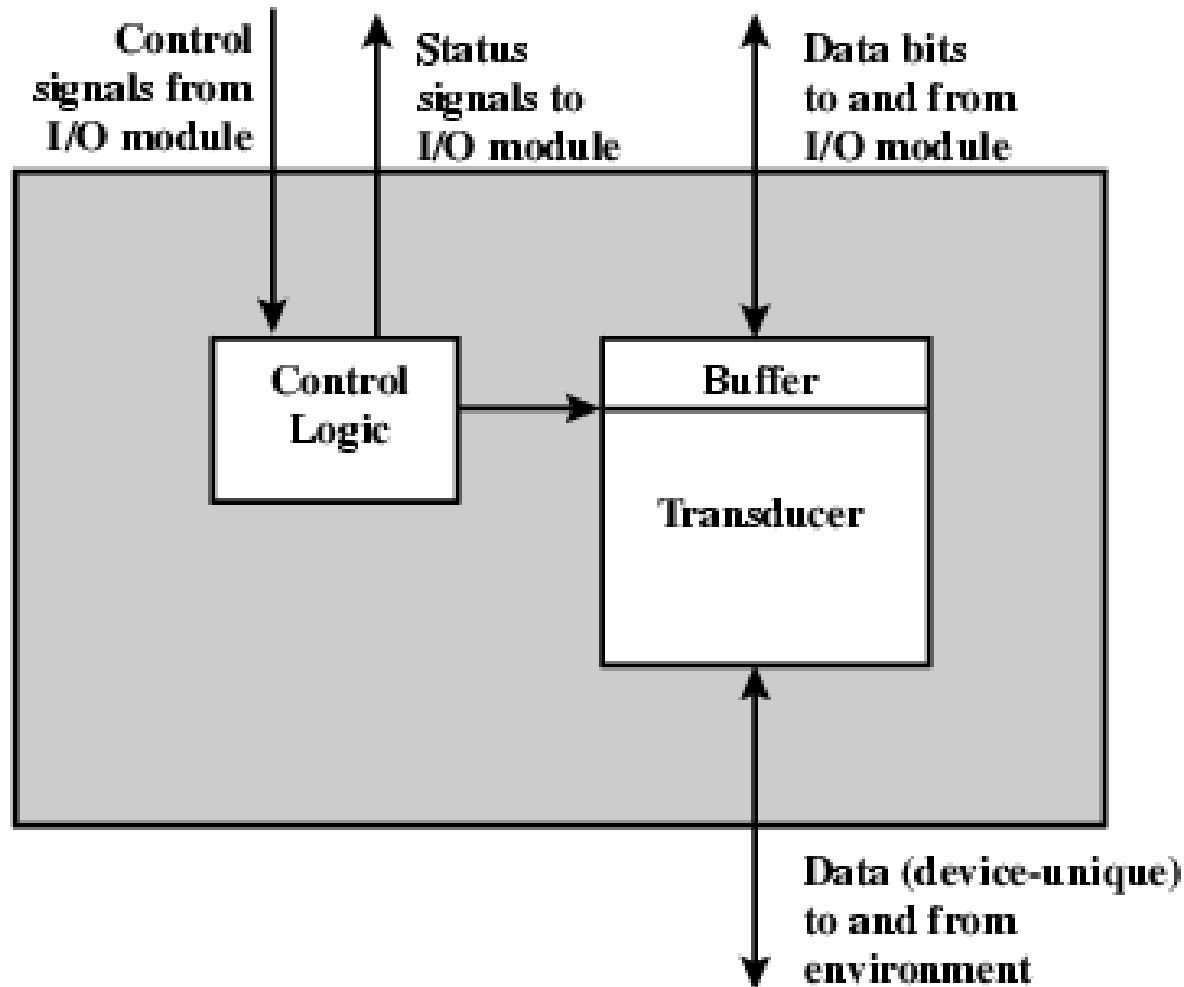 Control
signals from
I/O module
Status
signals to
I/O module
Data bits
to and from
I/O module
Control
Logic
Buffer
Transducer
Data (device-unique)
to and from
environment